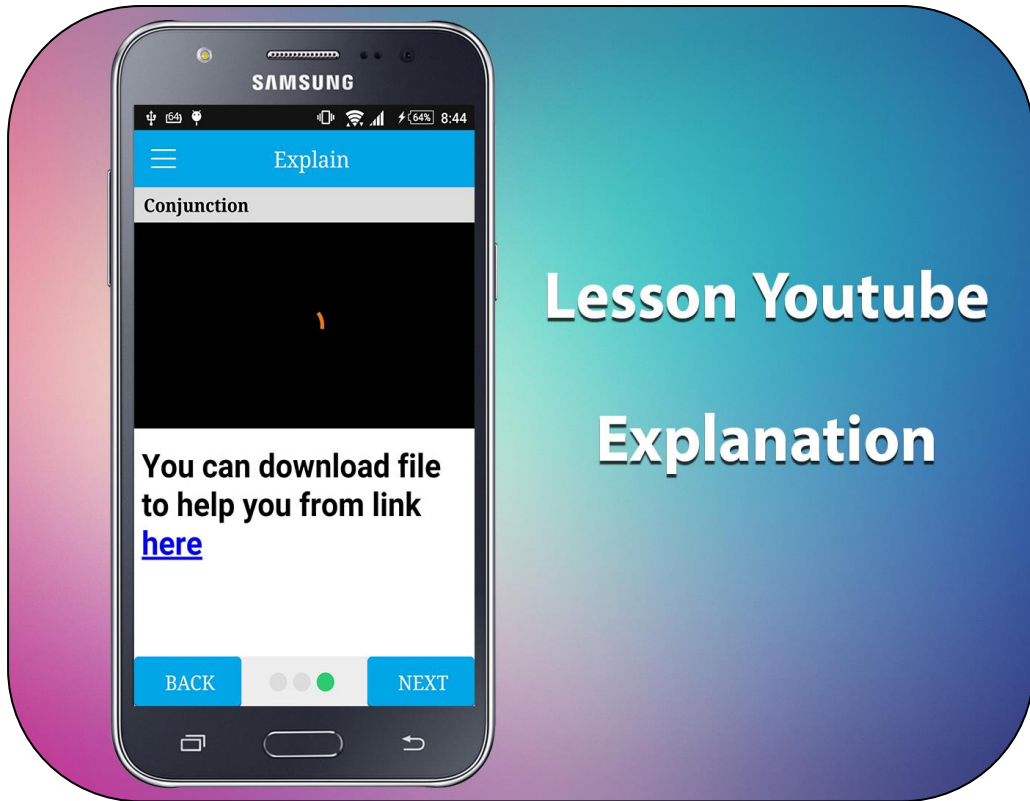 SAMSUNG
64
64% 8:44
Explain
Conjunction
You can download file
to help you from link
here
BACK
NEXT
Lesson Youtube
Explanation